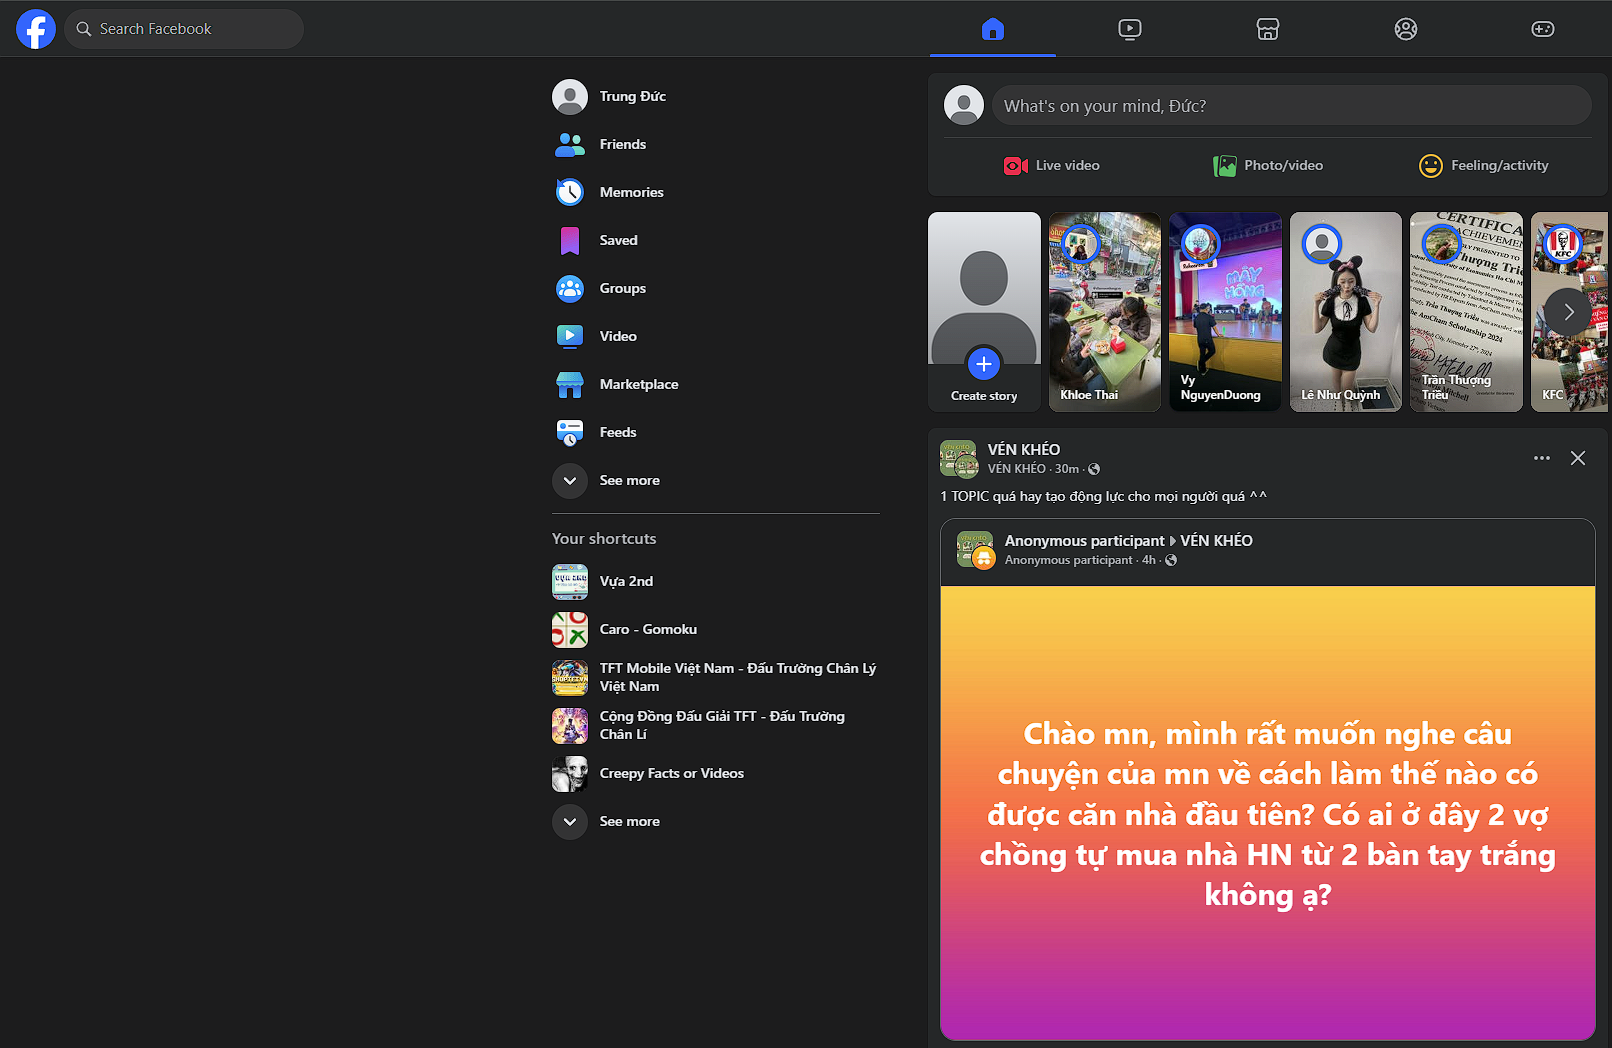 Search Facebook
Trung Đức
Friends
Memories
Saved
Groups
Video
Marketplace
Feeds
See more
Your shortcuts
Vựa 2nd
Caro - Gomoku
TFT Mobile Việt Nam - Đấu Trường Chân Lý
Việt Nam
Cộng Đồng Đấu Giải TFT - Đấu Trường
Chân Lí
Creepy Facts or Videos
See more
What's on your mind, Đức?
Live video
Photo/video
Feeling/activity
Create story
Khloe Thai
MÂY
HỒNG
Vy
NguyenDuong
Lê Như Quỳnh
CERTIFICA
ACHIEVEMEN
Trần Thượng
Triều
KFC
KFC
VÉN KHÉO
VÉN KHÉO · 30m ·
1 TOPIC quá hay tạo động lực cho mọi người quá ^^
Anonymous participant VÉN KHÉO
Anonymous participant · 4h ·
Chào mn, mình rất muốn nghe câu
chuyện của mn về cách làm thế nào có
được căn nhà đầu tiên? Có ai ở đây 2 vợ
chồng tự mua nhà HN từ 2 bàn tay trắng
không ạ?